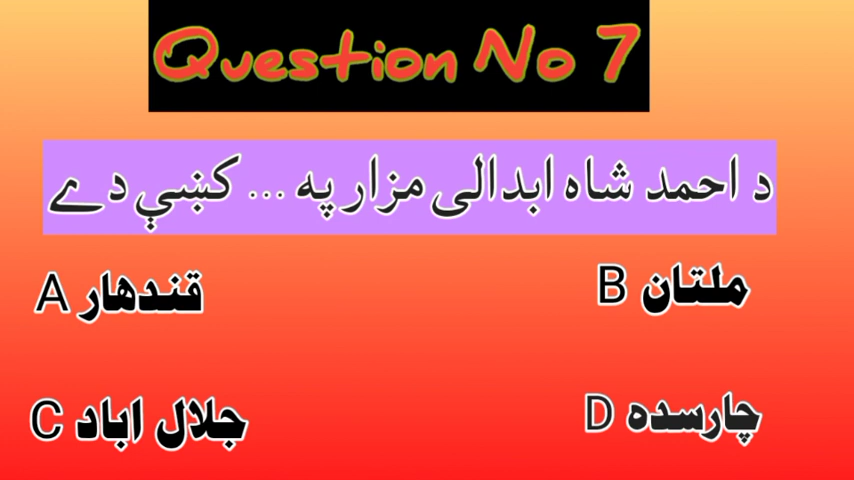 Question No 7
د احمد شاه ابدالی مزار په ... کښې دے
A قندهار
B ملتان
C جلال اباد
D چارسده